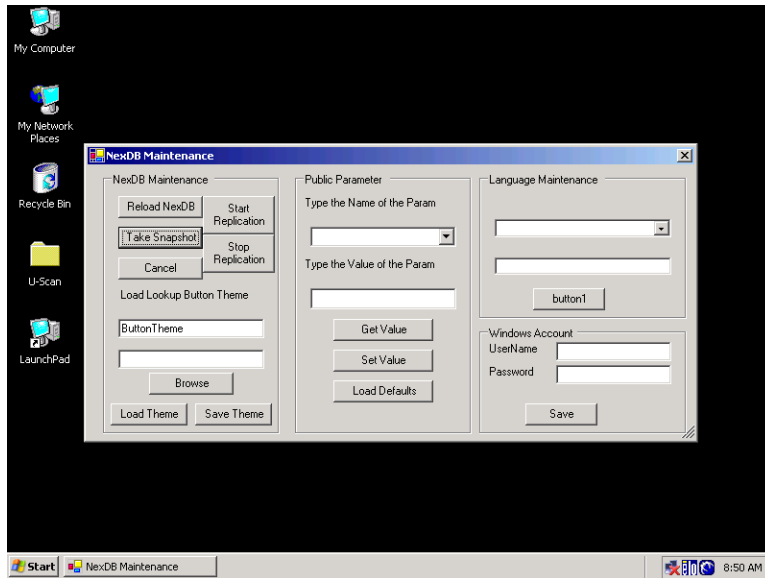 My Computer
My Network
Places
Recycle Bin
U-Scan
LaunchPad
NexDB Maintenance
NexDB Maintenance
Reload NexDB
Start
Replication
Take Snapshot
Stop
Replication
Cancel
Load Lookup Button Theme
ButtonTheme
Browse
Load Theme
Save Theme
Public Parameter
Type the Name of the Param
Type the Value of the Param
Get Value
Set Value
Load Defaults
Language Maintenance
button1
Windows Account
UserName
Password
Save
Start
NexDB Maintenance
8:50 AM